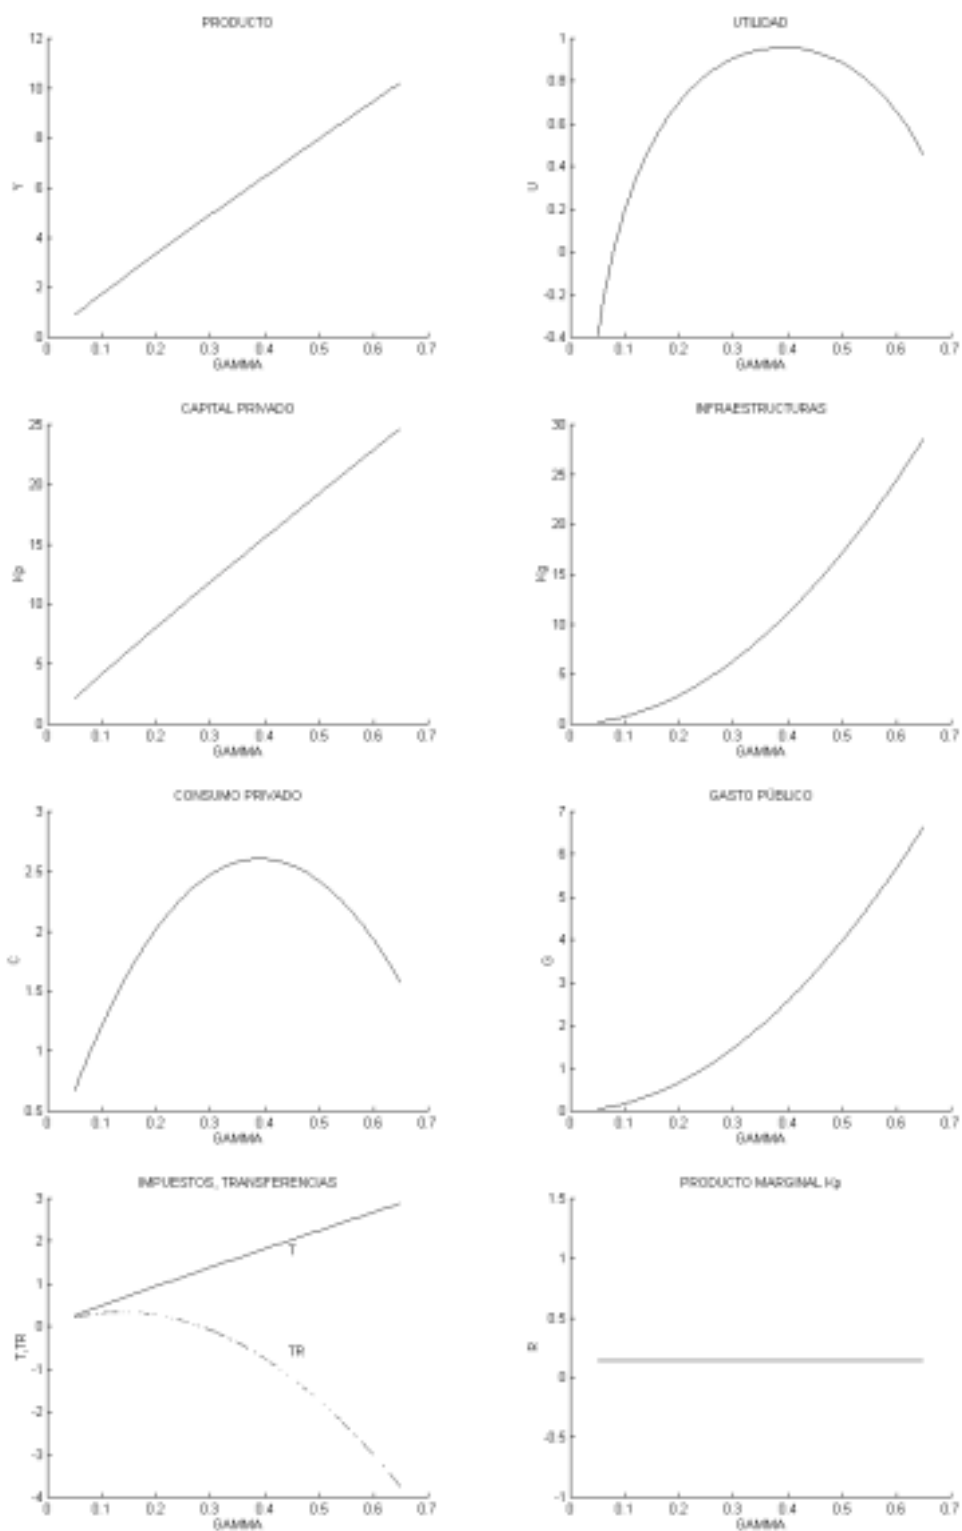 PRODUCTO
12
10
8
6
4
2
0
Y
0 0.1 0.2 0.3 0.4 0.5 0.6 0.7
GAMMA
UTILIDAD
1
0.8
0.6
0.4
0.2
0
-0.2
-0.4
U
0 0.1 0.2 0.3 0.4 0.5 0.6 0.7
GAMMA
CAPITAL PRIVADO
25
20
15
10
5
0
Kp
0 0.1 0.2 0.3 0.4 0.5 0.6 0.7
GAMMA
INFRAESTRUCTURAS
30
25
20
15
10
5
0
Kg
0 0.1 0.2 0.3 0.4 0.5 0.6 0.7
GAMMA
CONSUMO PRIVADO
3
2.5
2
1.5
1
0.5
C
0 0.1 0.2 0.3 0.4 0.5 0.6 0.7
GAMMA
GASTO PÚBLICO
7
6
5
4
3
2
1
0
G
0 0.1 0.2 0.3 0.4 0.5 0.6 0.7
GAMMA
IMPUESTOS, TRANSFERENCIAS
3
2
1
0
-1
-2
-3
-4
T,TR
T
TR
0 0.1 0.2 0.3 0.4 0.5 0.6 0.7
GAMMA
PRODUCTO MARGINAL Kp
1.5
1
0.5
0
-0.5
-1
R
0 0.1 0.2 0.3 0.4 0.5 0.6 0.7
GAMMA